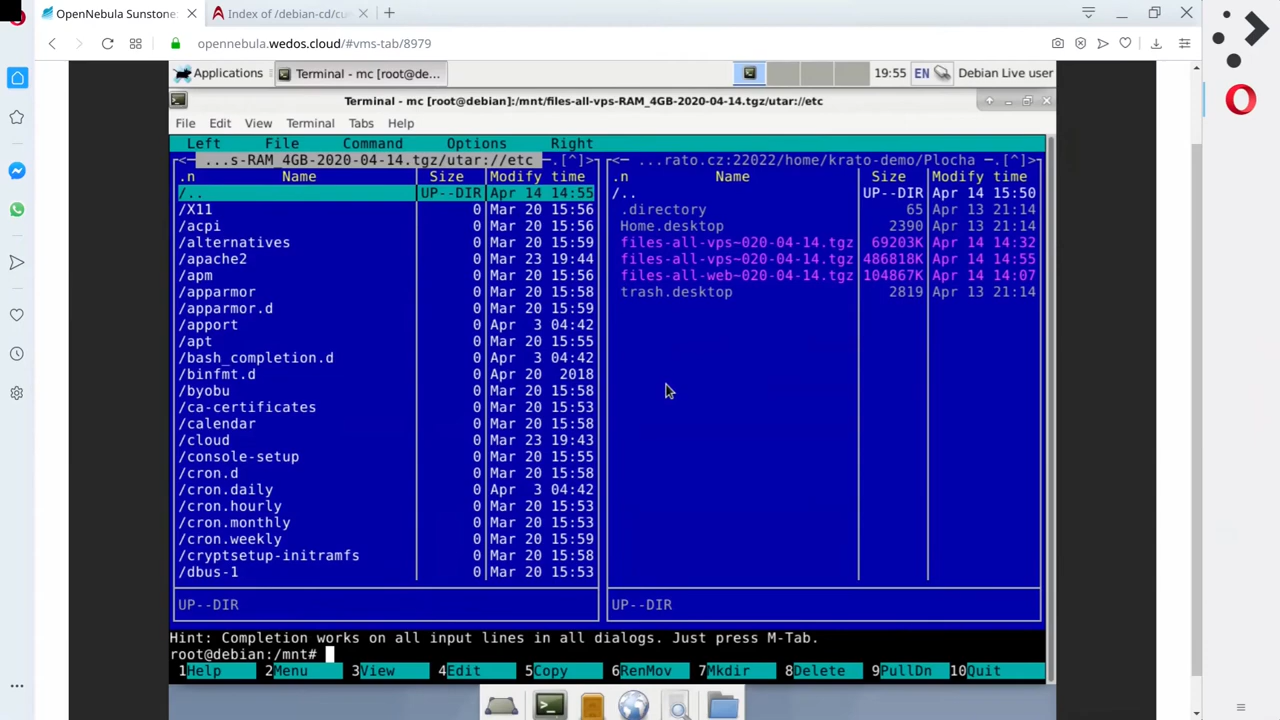 OpenNebula Sunstone:
Index of /debian-cd/cu
opennebula.wedos.cloud/#vms-tab/8979
Applications
Terminal - mc [root@de...
19:55
EN
Debian Live user
Terminal - mc [root@debian]:/mnt/files-all-vps-RAM_4GB-2020-04-14.tgz/utar://etc
File Edit View Terminal Tabs Help
Left File Command Options Right
<- ...s-RAM_4GB-2020-04-14.tgz/utar://etc .[^]>
.n Name Size Modify time
/.. UP--DIR Apr 14 14:55
/X11 0 Mar 20 15:56
/acpi 0 Mar 20 15:56
/alternatives 0 Mar 20 15:59
/apache2 0 Mar 23 19:44
/apm 0 Mar 20 15:56
/apparmor 0 Mar 20 15:58
/apparmor.d 0 Mar 20 15:59
/apport 0 Apr 3 04:42
/apt 0 Mar 20 15:55
/bash_completion.d 0 Apr 3 04:42
/binfmt.d 0 Apr 20 2018
/byobu 0 Mar 20 15:58
/ca-certificates 0 Mar 20 15:53
/calendar 0 Mar 20 15:58
/cloud 0 Mar 23 19:43
/console-setup 0 Mar 20 15:55
/cron.d 0 Mar 20 15:58
/cron.daily 0 Apr 3 04:42
/cron.hourly 0 Mar 20 15:53
/cron.monthly 0 Mar 20 15:53
/cron.weekly 0 Mar 20 15:59
/cryptsetup-initramfs 0 Mar 20 15:58
/dbus-1 0 Mar 20 15:53
UP--DIR
<- ...rato.cz:22022/home/krato-demo/Plocha .[^]>
.n Name Size Modify time
/.. UP--DIR Apr 14 15:50
.directory 65 Apr 13 21:14
Home.desktop 2390 Apr 13 21:14
files-all-vps~020-04-14.tgz 69203K Apr 14 14:32
files-all-vps~020-04-14.tgz 486818K Apr 14 14:55
files-all-web~020-04-14.tgz 104867K Apr 14 14:07
trash.desktop 2819 Apr 13 21:14
UP--DIR
Hint: Completion works on all input lines in all dialogs. Just press M-Tab.
root@debian:/mnt#
1Help 2Menu 3View 4Edit 5Copy 6RenMov 7Mkdir 8Delete 9PullDn 10Quit